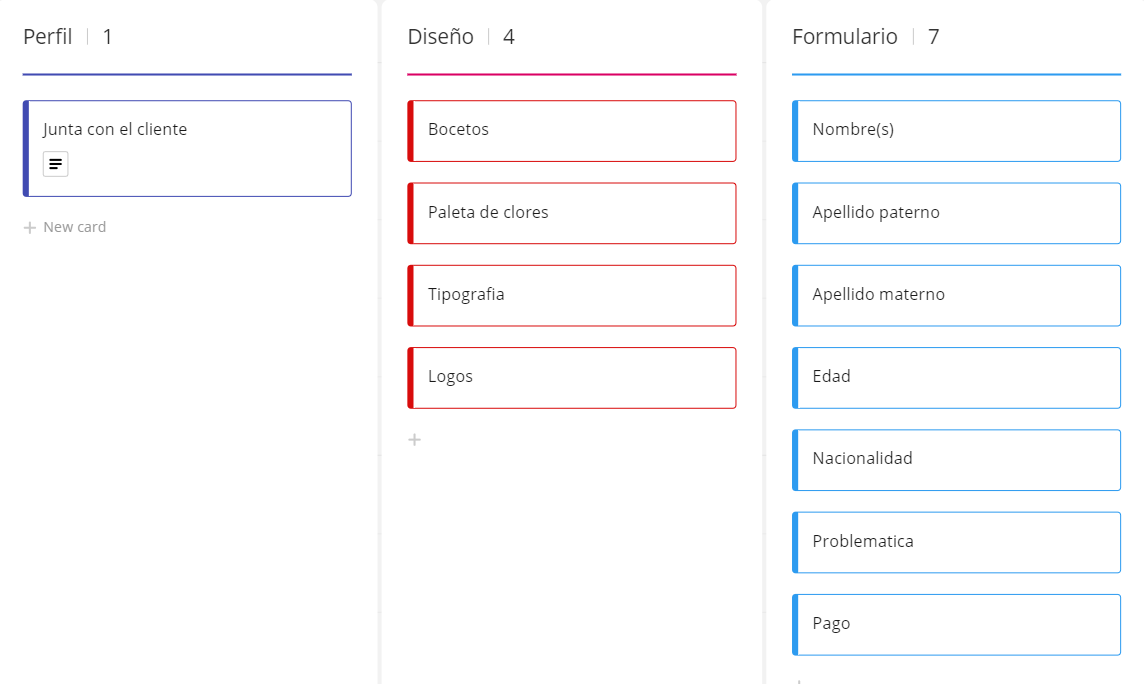 Perfil | 1
Junta con el cliente
+ New card
Diseño | 4
Bocetos
Paleta de clores
Tipografia
Logos
+
Formulario | 7
Nombre(s)
Apellido paterno
Apellido materno
Edad
Nacionalidad
Problematica
Pago